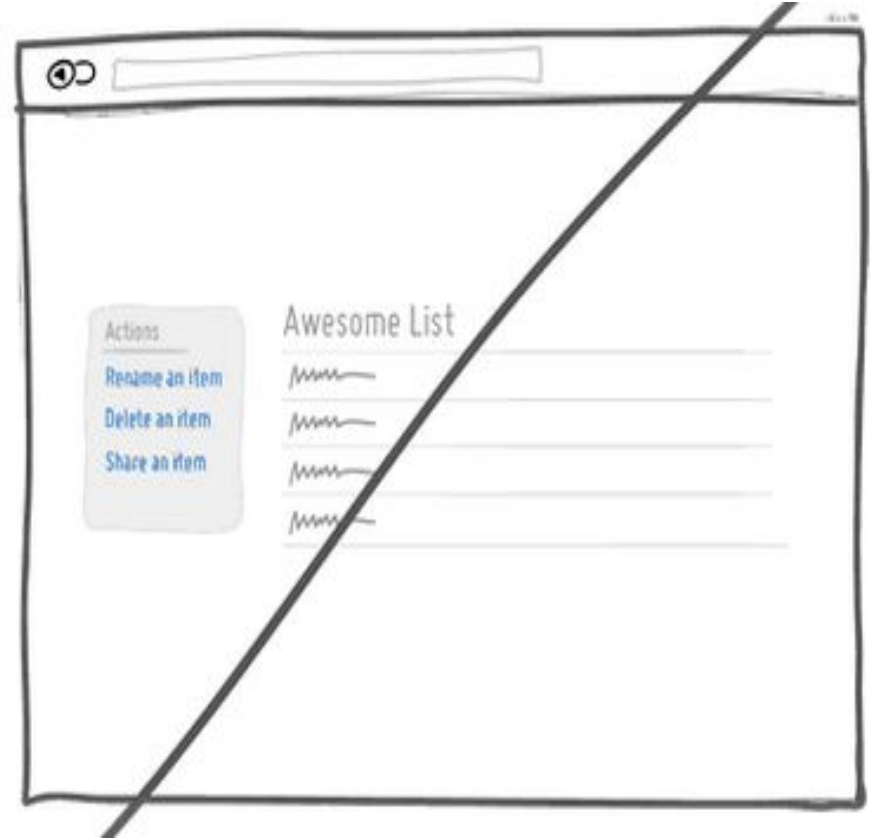 Actions
Rename an item
Delete an item
Share an item
Awesome List